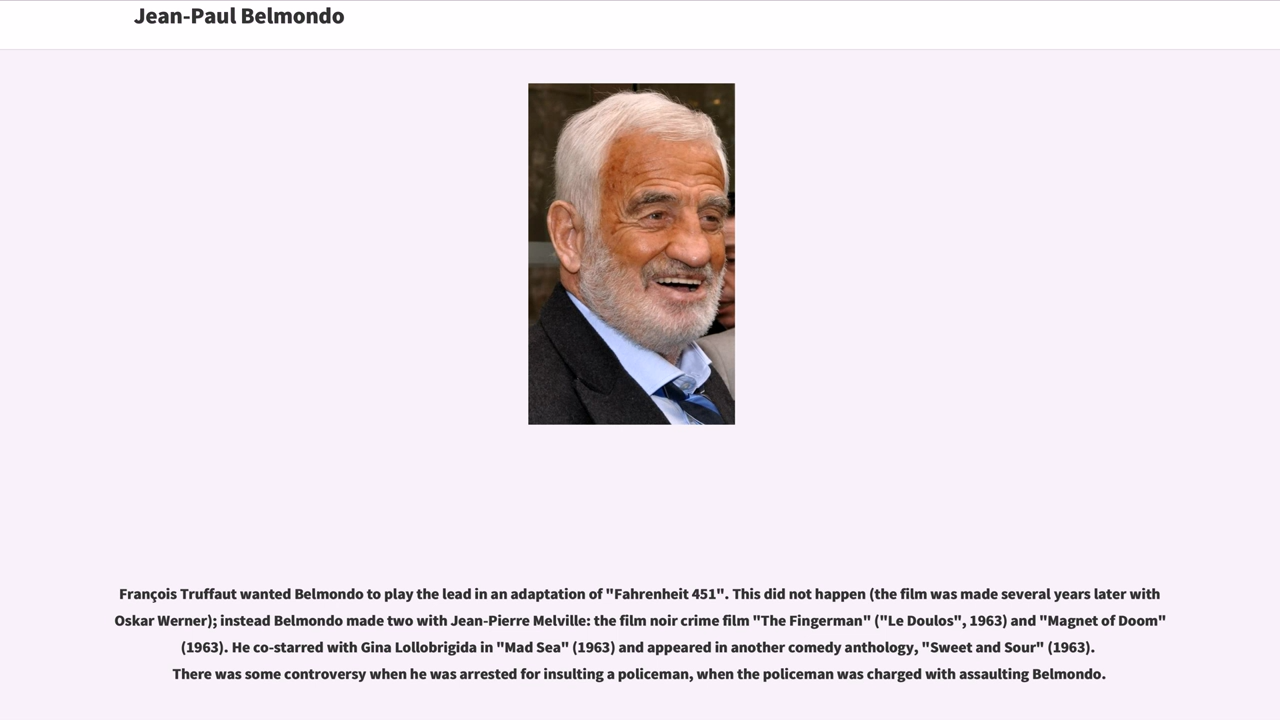 Jean-Paul Belmondo
François Truffaut wanted Belmondo to play the lead in an adaptation of "Fahrenheit 451". This did not happen (the film was made several years later with
Oskar Werner); instead Belmondo made two with Jean-Pierre Melville: the film noir crime film "The Fingerman" ("Le Doulos", 1963) and "Magnet of Doom"
(1963). He co-starred with Gina Lollobrigida in "Mad Sea" (1963) and appeared in another comedy anthology, "Sweet and Sour" (1963).
There was some controversy when he was arrested for insulting a policeman, when the policeman was charged with assaulting Belmondo.